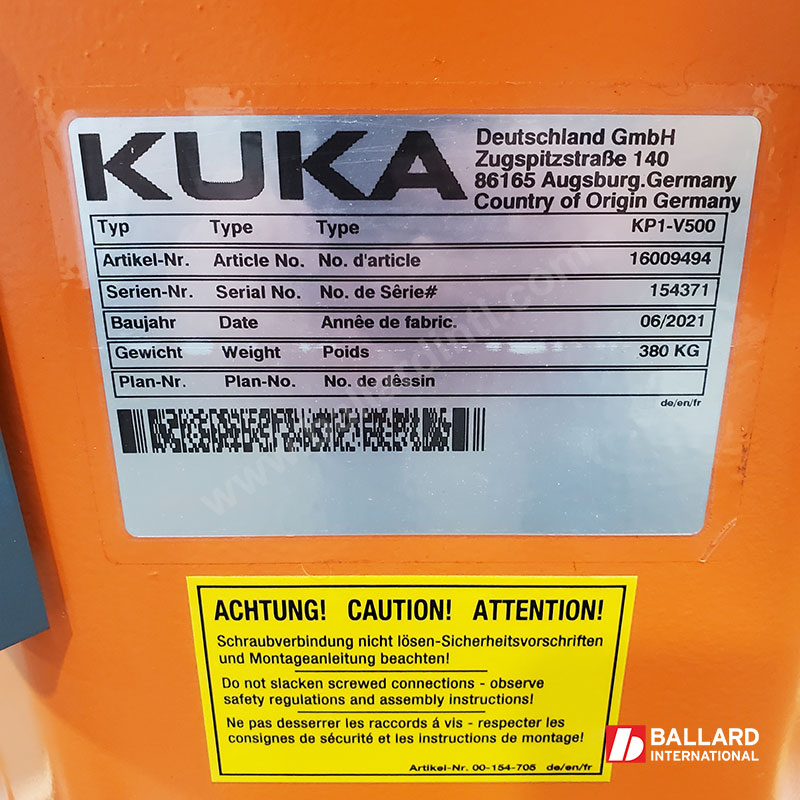 KUKA
Deutschland GmbH
Zugspitzstraße 140
86165 Augsburg.Germany
Country of Origin Germany
Typ Type Type KP1-V500
Artikel-Nr. Article No. No. d'article 16009494
Serien-Nr. Serial No. No. de Sêrie# 154371
Baujahr Date Annêe de fabric. 06/2021
Gewicht Weight Poids 380 KG
Plan-Nr. Plan-No. No. de dêssin
de/en/fr
ACHTUNG! CAUTION! ATTENTION!
Schraubverbindung nicht lösen-Sicherheitsvorschriften
und Montageanleitung beachten!
Do not slacken screwed connections - observe
safety regulations and assembly instructions!
Ne pas desserrer les raccords á vis - respecter les
consignes de sécurité et les instructions de montage!
Artikel-Nr. 00-154-705 de/en/fr
BALLARD
INTERNATIONAL